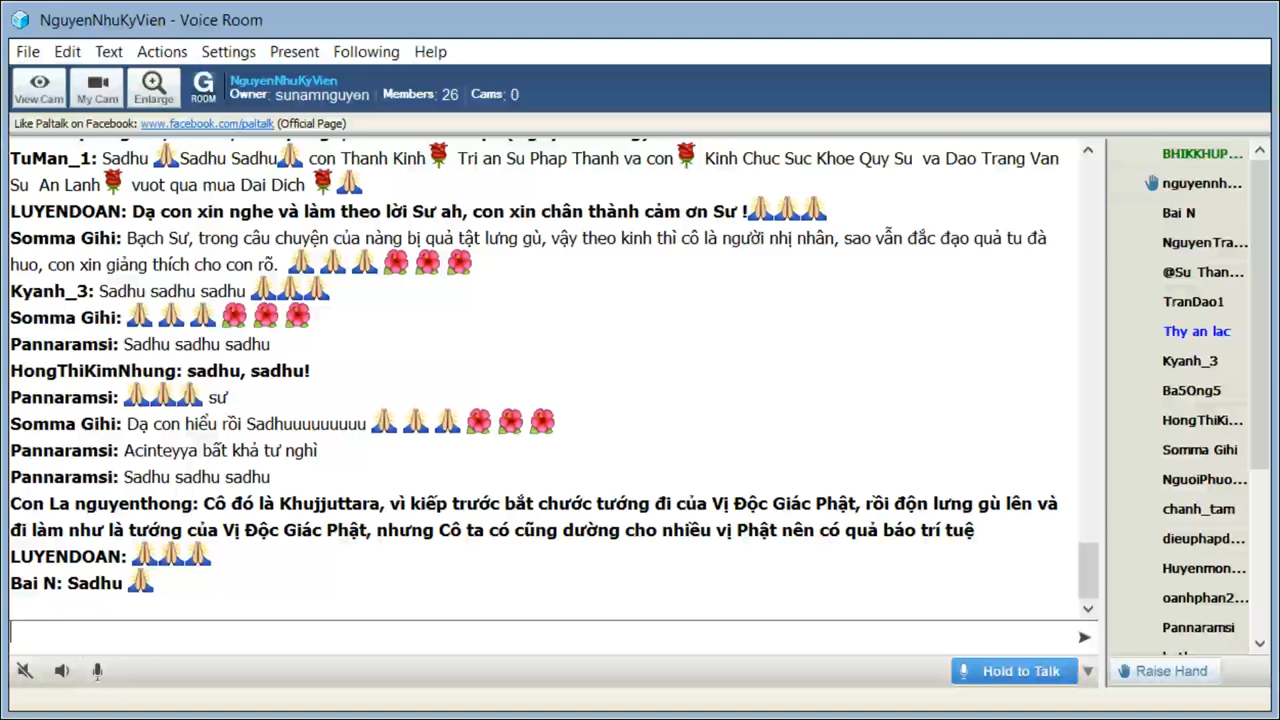 NguyenNhuKyVien - Voice Room
File Edit Text Actions Settings Present Following Help
View Cam My Cam Enlarge G ROOM
NguyenNhuKyVien
Owner: sunamnguyen Members: 26 Cams: 0
Like Paltalk on Facebook: www.facebook.com/paltalk (Official Page)
TuMan_1: Sadhu 🙏Sadhu Sadhu🙏 con Thanh Kinh🌹 Tri an Su Phap Thanh va con🌹 Kinh Chuc Suc Khoe Quy Su va Dao Trang Van
Su An Lanh🌹 vuot qua mua Dai Dich 🌹🙏
LUYENDOAN: Dạ con xin nghe và làm theo lời Sư ah, con xin chân thành cảm ơn Sư !🙏🙏🙏
Somma Gihi: Bạch Sư, trong câu chuyện của nàng bị quả tật lưng gù, vậy theo kinh thì cô là người nhị nhân, sao vẫn đắc đạo quả tu đà
huo, con xin giảng thích cho con rõ. 🙏 🙏 🙏 🌺 🌺 🌺
Kyanh_3: Sadhu sadhu sadhu 🙏🙏🙏
Somma Gihi: 🙏 🙏 🙏 🌺 🌺 🌺
Pannaramsi: Sadhu sadhu sadhu
HongThiKimNhung: sadhu, sadhu!
Pannaramsi: 🙏🙏🙏 sư
Somma Gihi: Dạ con hiểu rồi Sadhuuuuuuuuu 🙏 🙏 🙏 🌺 🌺 🌺
Pannaramsi: Acinteyya bất khả tư nghì
Pannaramsi: Sadhu sadhu sadhu
Con La nguyenthong: Cô đó là Khujjuttara, vì kiếp trước bắt chước tướng đi của Vị Độc Giác Phật, rồi độn lưng gù lên và
đi làm như là tướng của Vị Độc Giác Phật, nhưng Cô ta có cũng dường cho nhiều vị Phật nên có quả báo trí tuệ
LUYENDOAN: 🙏🙏🙏
Bai N: Sadhu 🙏
Hold to Talk
BHIKKHUP...
nguyennh...
Bai N
NguyenTra...
@Su Than...
TranDao1
Thy an lac
Kyanh_3
Ba5Ong5
HongThiKi...
Somma Gihi
NguoiPhuo...
chanh_tam
dieuphapd...
Huyenmon...
oanhphan2...
Pannaramsi
Raise Hand